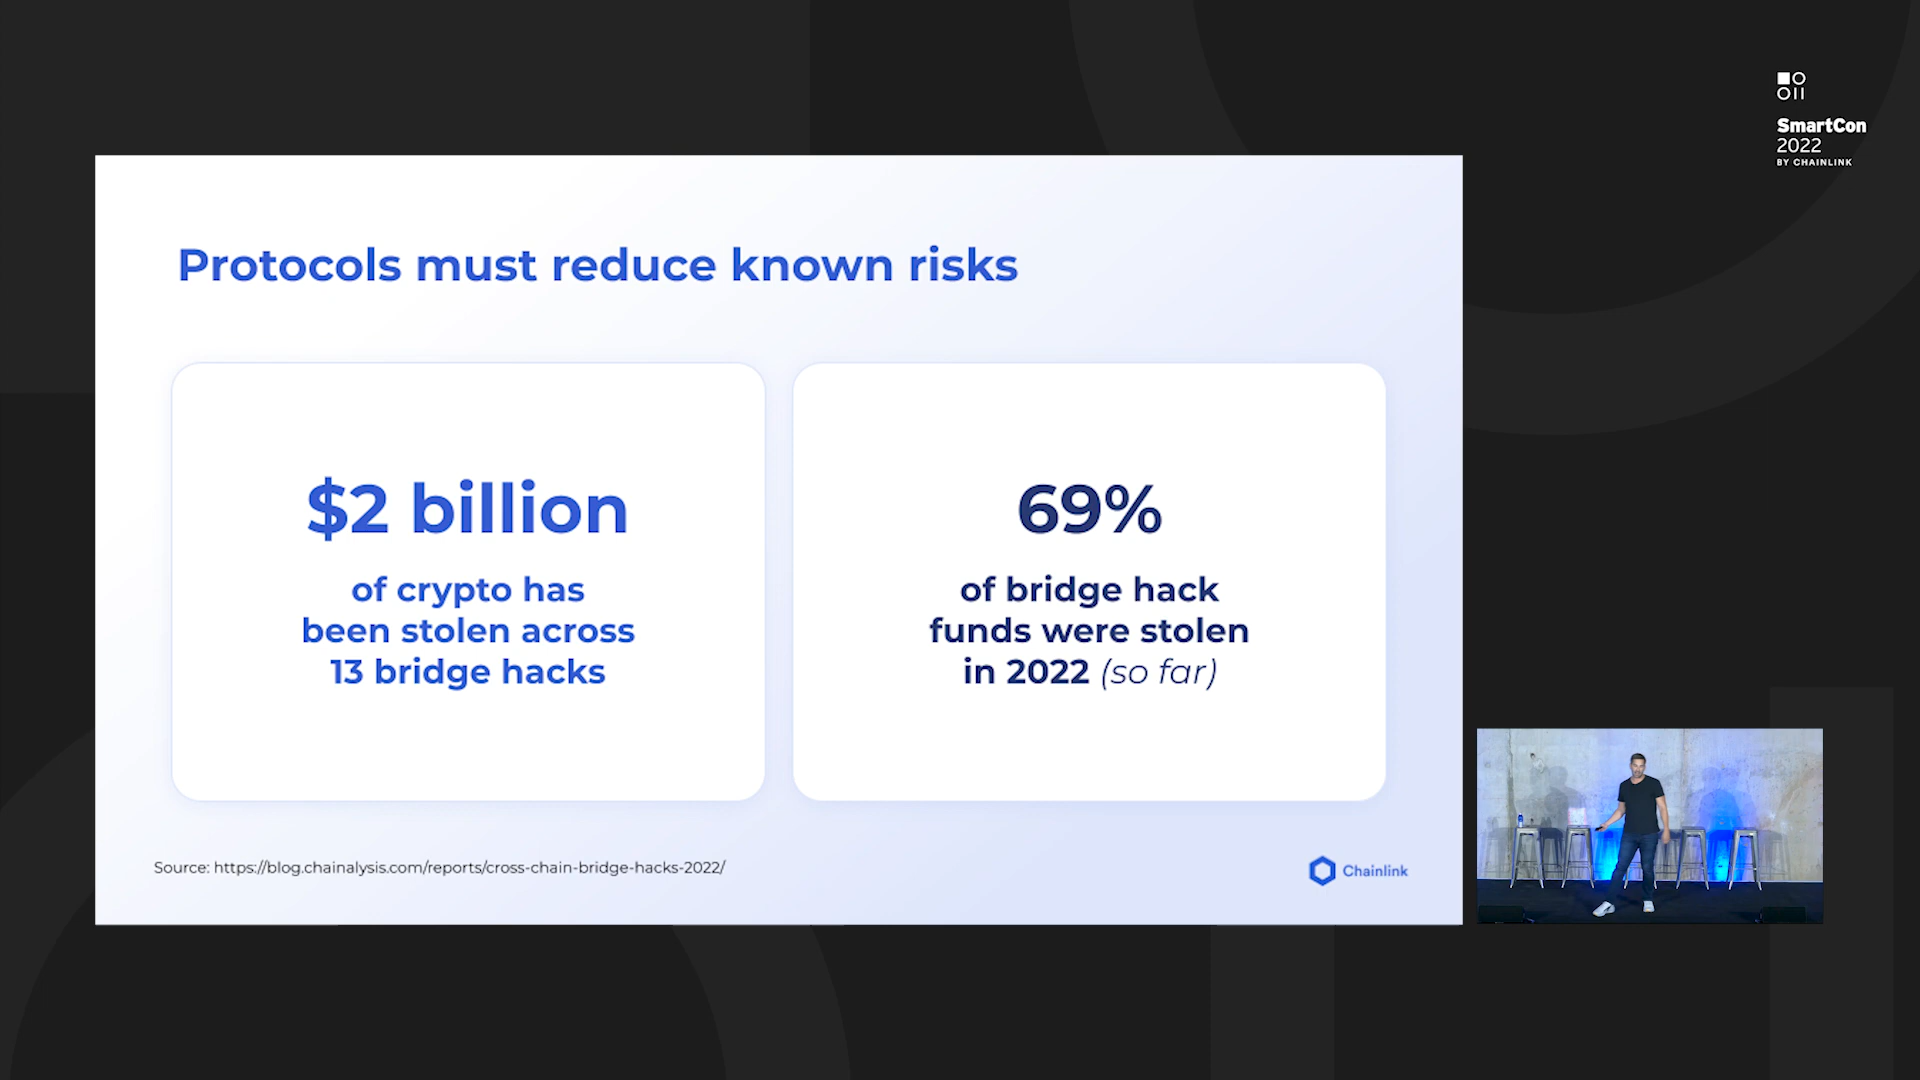 SmartCon
2022
BY CHAINLINK
Protocols must reduce known risks
$2 billion
of crypto has
been stolen across
13 bridge hacks
69%
of bridge hack
funds were stolen
in 2022 (so far)
Source: https://blog.chainalysis.com/reports/cross-chain-bridge-hacks-2022/
Chainlink